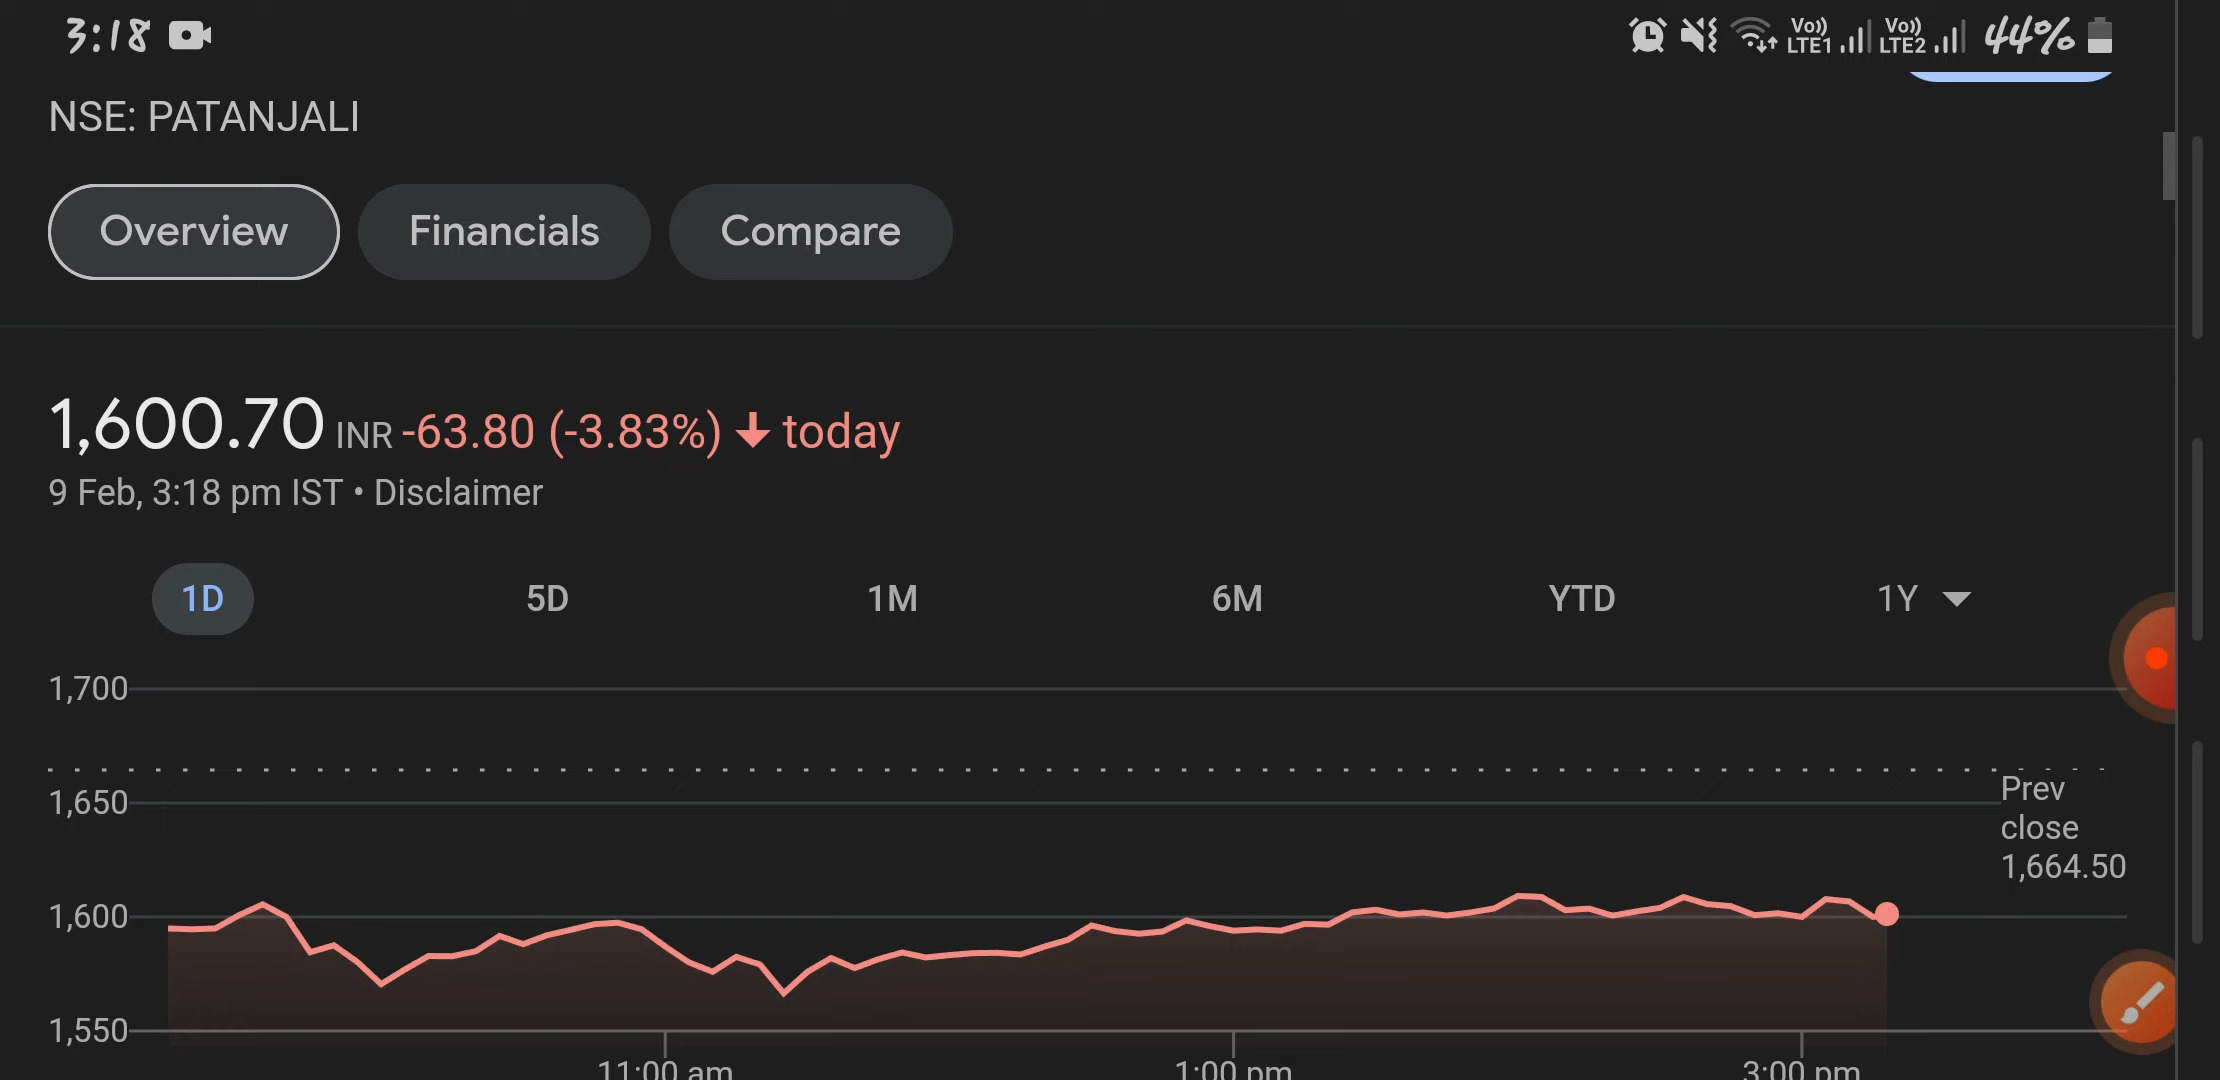 3:18 Vo)) LTE1 Vo)) LTE2 44%
NSE: PATANJALI
Overview Financials Compare
1,600.70 INR -63.80 (-3.83%) ↓ today
9 Feb, 3:18 pm IST • Disclaimer
1D 5D 1M 6M YTD 1Y
1,700
1,650
Prev
close
1,664.50
1,600
1,550
11:00 am 1:00 pm 3:00 pm